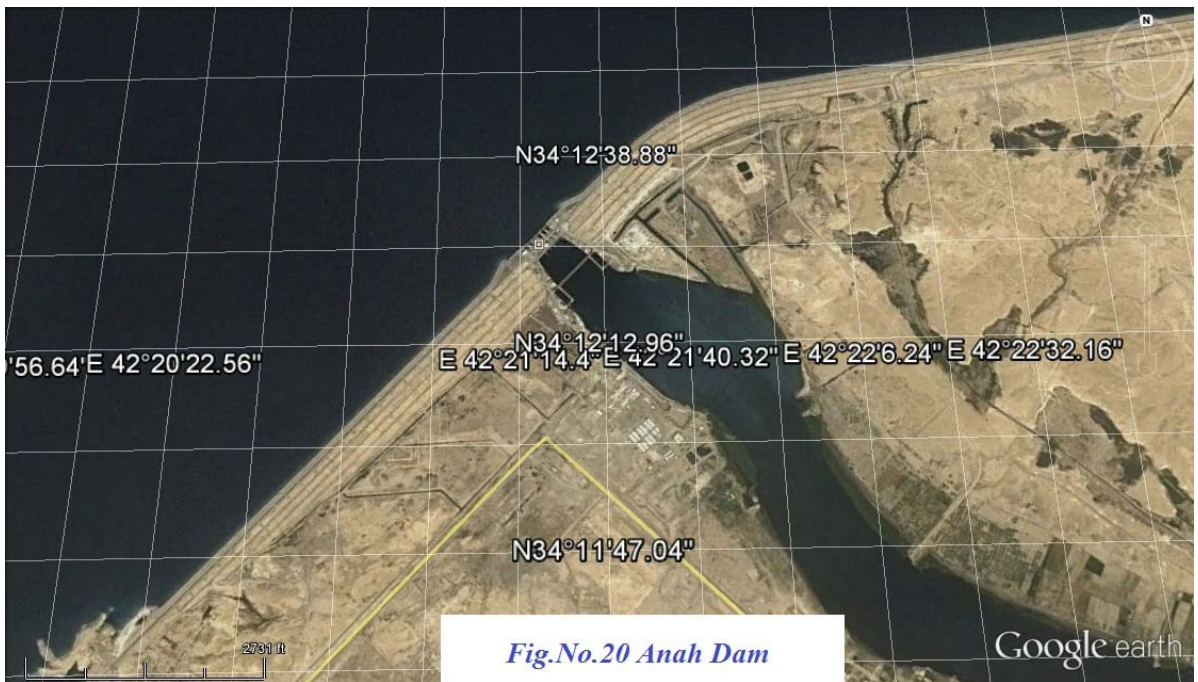 N
N34°12'38.88"
N34°12'12.96"
'56.64' E 42°20'22.56" E 42°21'14.4" E 42°21'40.32" E 42°22'6.24" E 42°22'32.16"
N34°11'47.04"
2731 ft
Fig.No.20 Anah Dam
Google earth